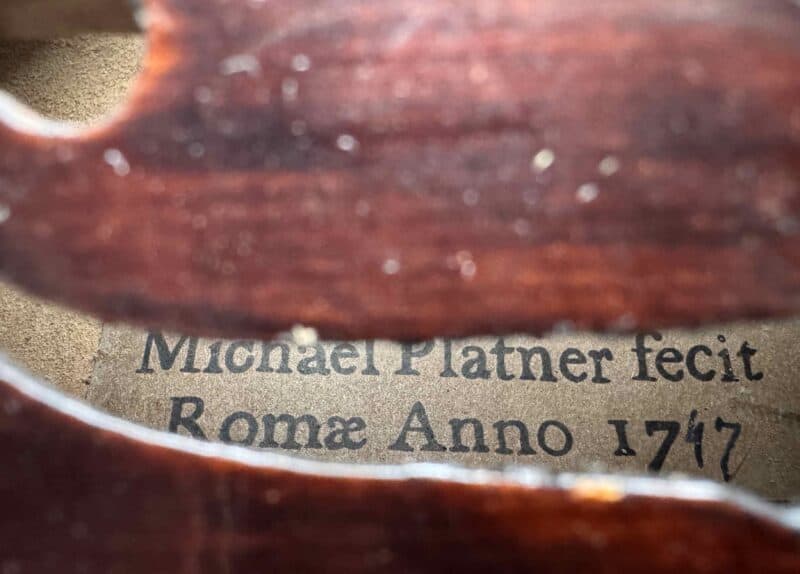 Michael Platner fecit
Romæ Anno 1747